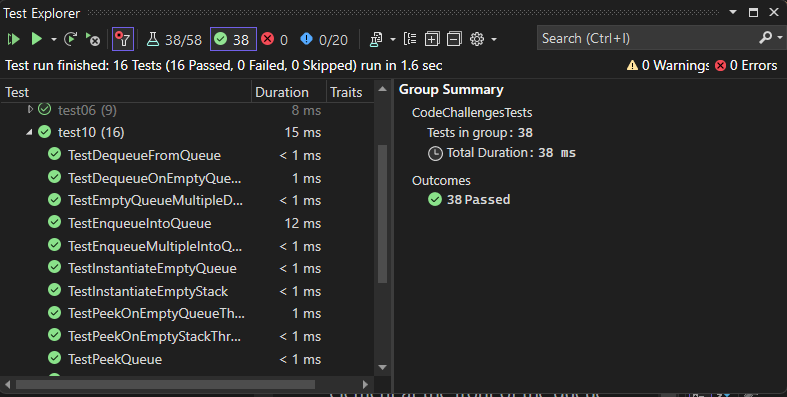 Test Explorer
38/58 38 0 0/20 Search (Ctrl+I)
Test run finished: 16 Tests (16 Passed, 0 Failed, 0 Skipped) run in 1.6 sec 0 Warnings 0 Errors
Test Duration Traits
test06 (9) 8 ms
test10 (16) 15 ms
TestDequeueFromQueue < 1 ms
TestDequeueOnEmptyQue... 1 ms
TestEmptyQueueMultipleD... < 1 ms
TestEnqueueIntoQueue 12 ms
TestEnqueueMultipleIntoQ... < 1 ms
TestInstantiateEmptyQueue < 1 ms
TestInstantiateEmptyStack < 1 ms
TestPeekOnEmptyQueueTh... 1 ms
TestPeekOnEmptyStackThr... < 1 ms
TestPeekQueue < 1 ms
Group Summary
CodeChallengesTests
Tests in group: 38
Total Duration: 38 ms
Outcomes
38 Passed